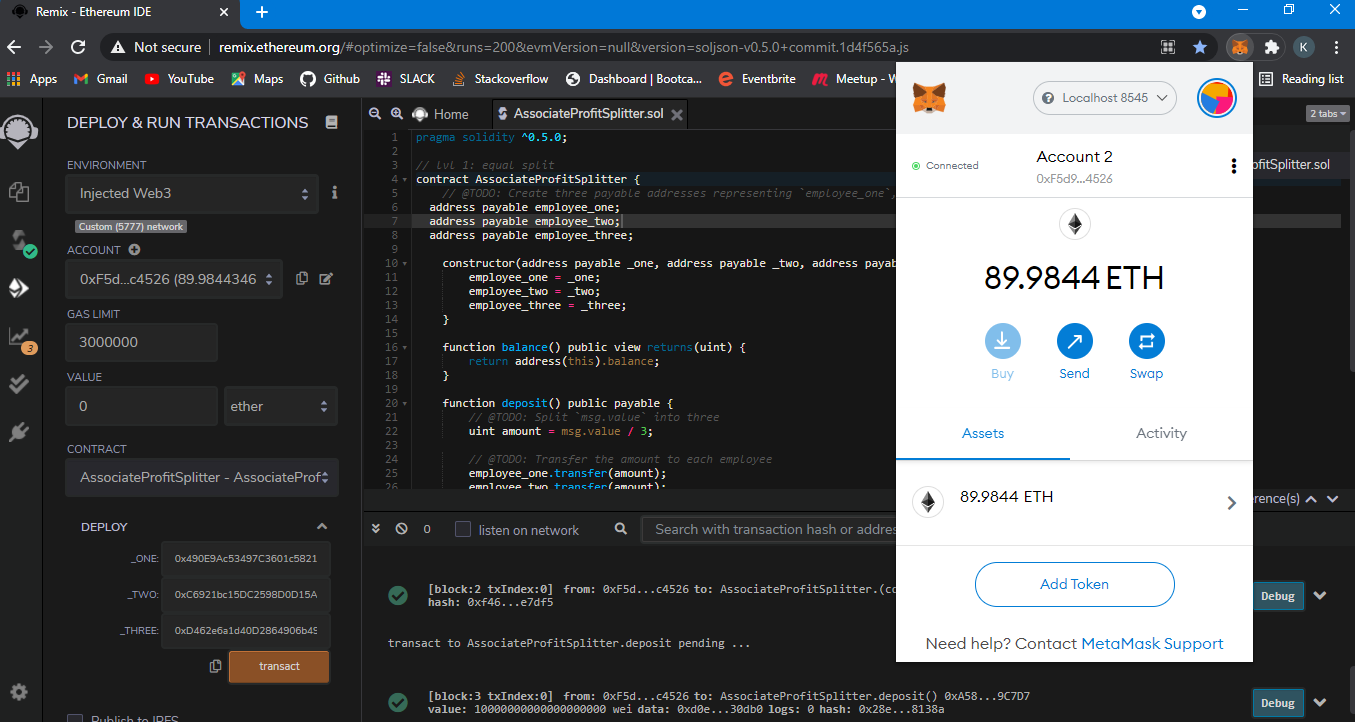 Remix - Ethereum IDE
Not secure remix.ethereum.org/#optimize=false&runs=200&evmVersion=null&version=soljson-v0.5.0+commit.1d4f565a.js
K
Apps Gmail YouTube Maps Github SLACK Stackoverflow Dashboard | Bootca... Eventbrite Meetup - W Reading list
DEPLOY & RUN TRANSACTIONS
ENVIRONMENT
Injected Web3
i
Custom (5777) network
ACCOUNT
0xF5d...c4526 (89.9844346
GAS LIMIT
3000000
3
VALUE
0 ether
CONTRACT
AssociateProfitSplitter - AssociateProf
DEPLOY
_ONE: 0x490E9Ac53497C3601c5821
_TWO: 0xC6921bc15DC2598D0D15A
_THREE: 0xD462e6a1d40D2864906b4S
transact
Publish to IPFS
Home AssociateProfitSplitter.sol
1 pragma solidity ^0.5.0;
2
3 // lvl 1: equal split
4 contract AssociateProfitSplitter {
5 // @TODO: Create three payable addresses representing `employee_one`,
6 address payable employee_one;
7 address payable employee_two;
8 address payable employee_three;
9
10 constructor(address payable _one, address payable _two, address payab
11 employee_one = _one;
12 employee_two = _two;
13 employee_three = _three;
14 }
15
16 function balance() public view returns(uint) {
17 return address(this).balance;
18 }
19
20 function deposit() public payable {
21 // @TODO: Split `msg.value` into three
22 uint amount = msg.value / 3;
23
24 // @TODO: Transfer the amount to each employee
25 employee_one.transfer(amount);
26 employee_two.transfer(amount);
0 listen on network Search with transaction hash or addres
[block:2 txIndex:0] from: 0xF5d...c4526 to: AssociateProfitSplitter.(co
hash: 0xf46...e7df5
Debug
transact to AssociateProfitSplitter.deposit pending ...
[block:3 txIndex:0] from: 0xF5d...c4526 to: AssociateProfitSplitter.deposit() 0xA58...9C7D7
value: 10000000000000000000 wei data: 0xd0e...30db0 logs: 0 hash: 0x28e...8138a
Debug
Localhost 8545
Connected
Account 2
0xF5d9...4526
89.9844 ETH
Buy Send Swap
Assets Activity
89.9844 ETH
Add Token
Need help? Contact MetaMask Support
2 tabs
ofitSplitter.sol
erence(s)